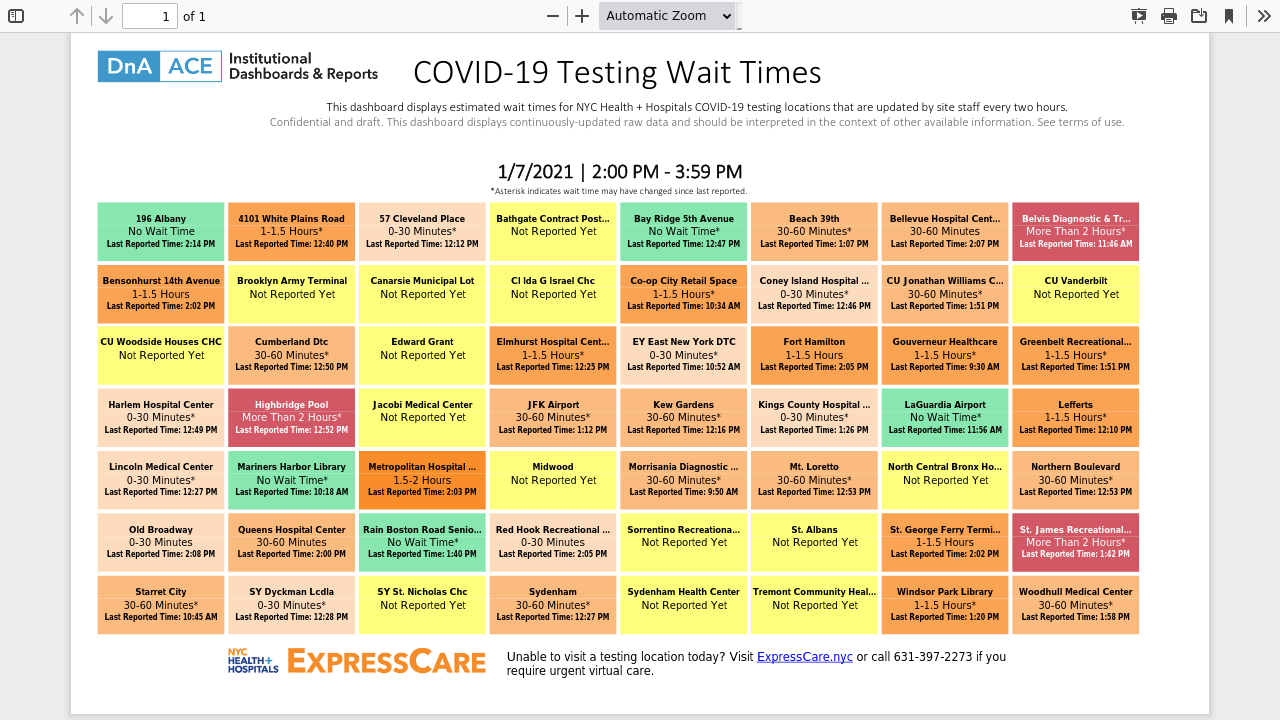 1 of 1 Automatic Zoom
DnA ACE Institutional Dashboards & Reports
COVID-19 Testing Wait Times
This dashboard displays estimated wait times for NYC Health + Hospitals COVID-19 testing locations that are updated by site staff every two hours.
Confidential and draft. This dashboard displays continuously-updated raw data and should be interpreted in the context of other available information. See terms of use.
1/7/2021 | 2:00 PM - 3:59 PM
*Asterisk indicates wait time may have changed since last reported.
196 Albany
No Wait Time
Last Reported Time: 2:14 PM
4101 White Plains Road
1-1.5 Hours*
Last Reported Time: 12:40 PM
57 Cleveland Place
0-30 Minutes*
Last Reported Time: 12:12 PM
Bathgate Contract Post...
Not Reported Yet
Bay Ridge 5th Avenue
No Wait Time*
Last Reported Time: 12:47 PM
Beach 39th
30-60 Minutes*
Last Reported Time: 1:07 PM
Bellevue Hospital Cent...
30-60 Minutes
Last Reported Time: 2:07 PM
Belvis Diagnostic & Tr...
More Than 2 Hours*
Last Reported Time: 11:46 AM
Bensonhurst 14th Avenue
1-1.5 Hours
Last Reported Time: 2:02 PM
Brooklyn Army Terminal
Not Reported Yet
Canarsie Municipal Lot
Not Reported Yet
CI Ida G Israel Chc
Not Reported Yet
Co-op City Retail Space
1-1.5 Hours*
Last Reported Time: 10:34 AM
Coney Island Hospital ...
0-30 Minutes*
Last Reported Time: 12:46 PM
CU Jonathan Williams C...
30-60 Minutes*
Last Reported Time: 1:51 PM
CU Vanderbilt
Not Reported Yet
CU Woodside Houses CHC
Not Reported Yet
Cumberland Dtc
30-60 Minutes*
Last Reported Time: 12:50 PM
Edward Grant
Not Reported Yet
Elmhurst Hospital Cent...
1-1.5 Hours*
Last Reported Time: 12:25 PM
EY East New York DTC
0-30 Minutes*
Last Reported Time: 10:52 AM
Fort Hamilton
1-1.5 Hours
Last Reported Time: 2:05 PM
Gouverneur Healthcare
1-1.5 Hours*
Last Reported Time: 9:30 AM
Greenbelt Recreational...
1-1.5 Hours*
Last Reported Time: 1:51 PM
Harlem Hospital Center
0-30 Minutes*
Last Reported Time: 12:49 PM
Highbridge Pool
More Than 2 Hours*
Last Reported Time: 12:52 PM
Jacobi Medical Center
Not Reported Yet
JFK Airport
30-60 Minutes*
Last Reported Time: 1:12 PM
Kew Gardens
30-60 Minutes*
Last Reported Time: 12:16 PM
Kings County Hospital ...
0-30 Minutes*
Last Reported Time: 1:26 PM
LaGuardia Airport
No Wait Time*
Last Reported Time: 11:56 AM
Lefferts
1-1.5 Hours*
Last Reported Time: 12:10 PM
Lincoln Medical Center
0-30 Minutes*
Last Reported Time: 12:27 PM
Mariners Harbor Library
No Wait Time*
Last Reported Time: 10:18 AM
Metropolitan Hospital ...
1.5-2 Hours
Last Reported Time: 2:03 PM
Midwood
Not Reported Yet
Morrisania Diagnostic ...
30-60 Minutes*
Last Reported Time: 9:50 AM
Mt. Loretto
30-60 Minutes*
Last Reported Time: 12:53 PM
North Central Bronx Ho...
Not Reported Yet
Northern Boulevard
30-60 Minutes*
Last Reported Time: 12:53 PM
Old Broadway
0-30 Minutes
Last Reported Time: 2:08 PM
Queens Hospital Center
30-60 Minutes
Last Reported Time: 2:00 PM
Rain Boston Road Senio...
No Wait Time*
Last Reported Time: 1:40 PM
Red Hook Recreational ...
0-30 Minutes
Last Reported Time: 2:05 PM
Sorrentino Recreationa...
Not Reported Yet
St. Albans
Not Reported Yet
St. George Ferry Termi...
1-1.5 Hours
Last Reported Time: 2:02 PM
St. James Recreational...
More Than 2 Hours*
Last Reported Time: 1:42 PM
Starret City
30-60 Minutes*
Last Reported Time: 10:45 AM
SY Dyckman Lcdla
0-30 Minutes*
Last Reported Time: 12:28 PM
SY St. Nicholas Chc
Not Reported Yet
Sydenham
30-60 Minutes*
Last Reported Time: 12:27 PM
Sydenham Health Center
Not Reported Yet
Tremont Community Heal...
Not Reported Yet
Windsor Park Library
1-1.5 Hours*
Last Reported Time: 1:20 PM
Woodhull Medical Center
30-60 Minutes*
Last Reported Time: 1:58 PM
NYC
HEALTH+
HOSPITALS
EXPRESSCARE
Unable to visit a testing location today? Visit ExpressCare.nyc or call 631-397-2273 if you
require urgent virtual care.